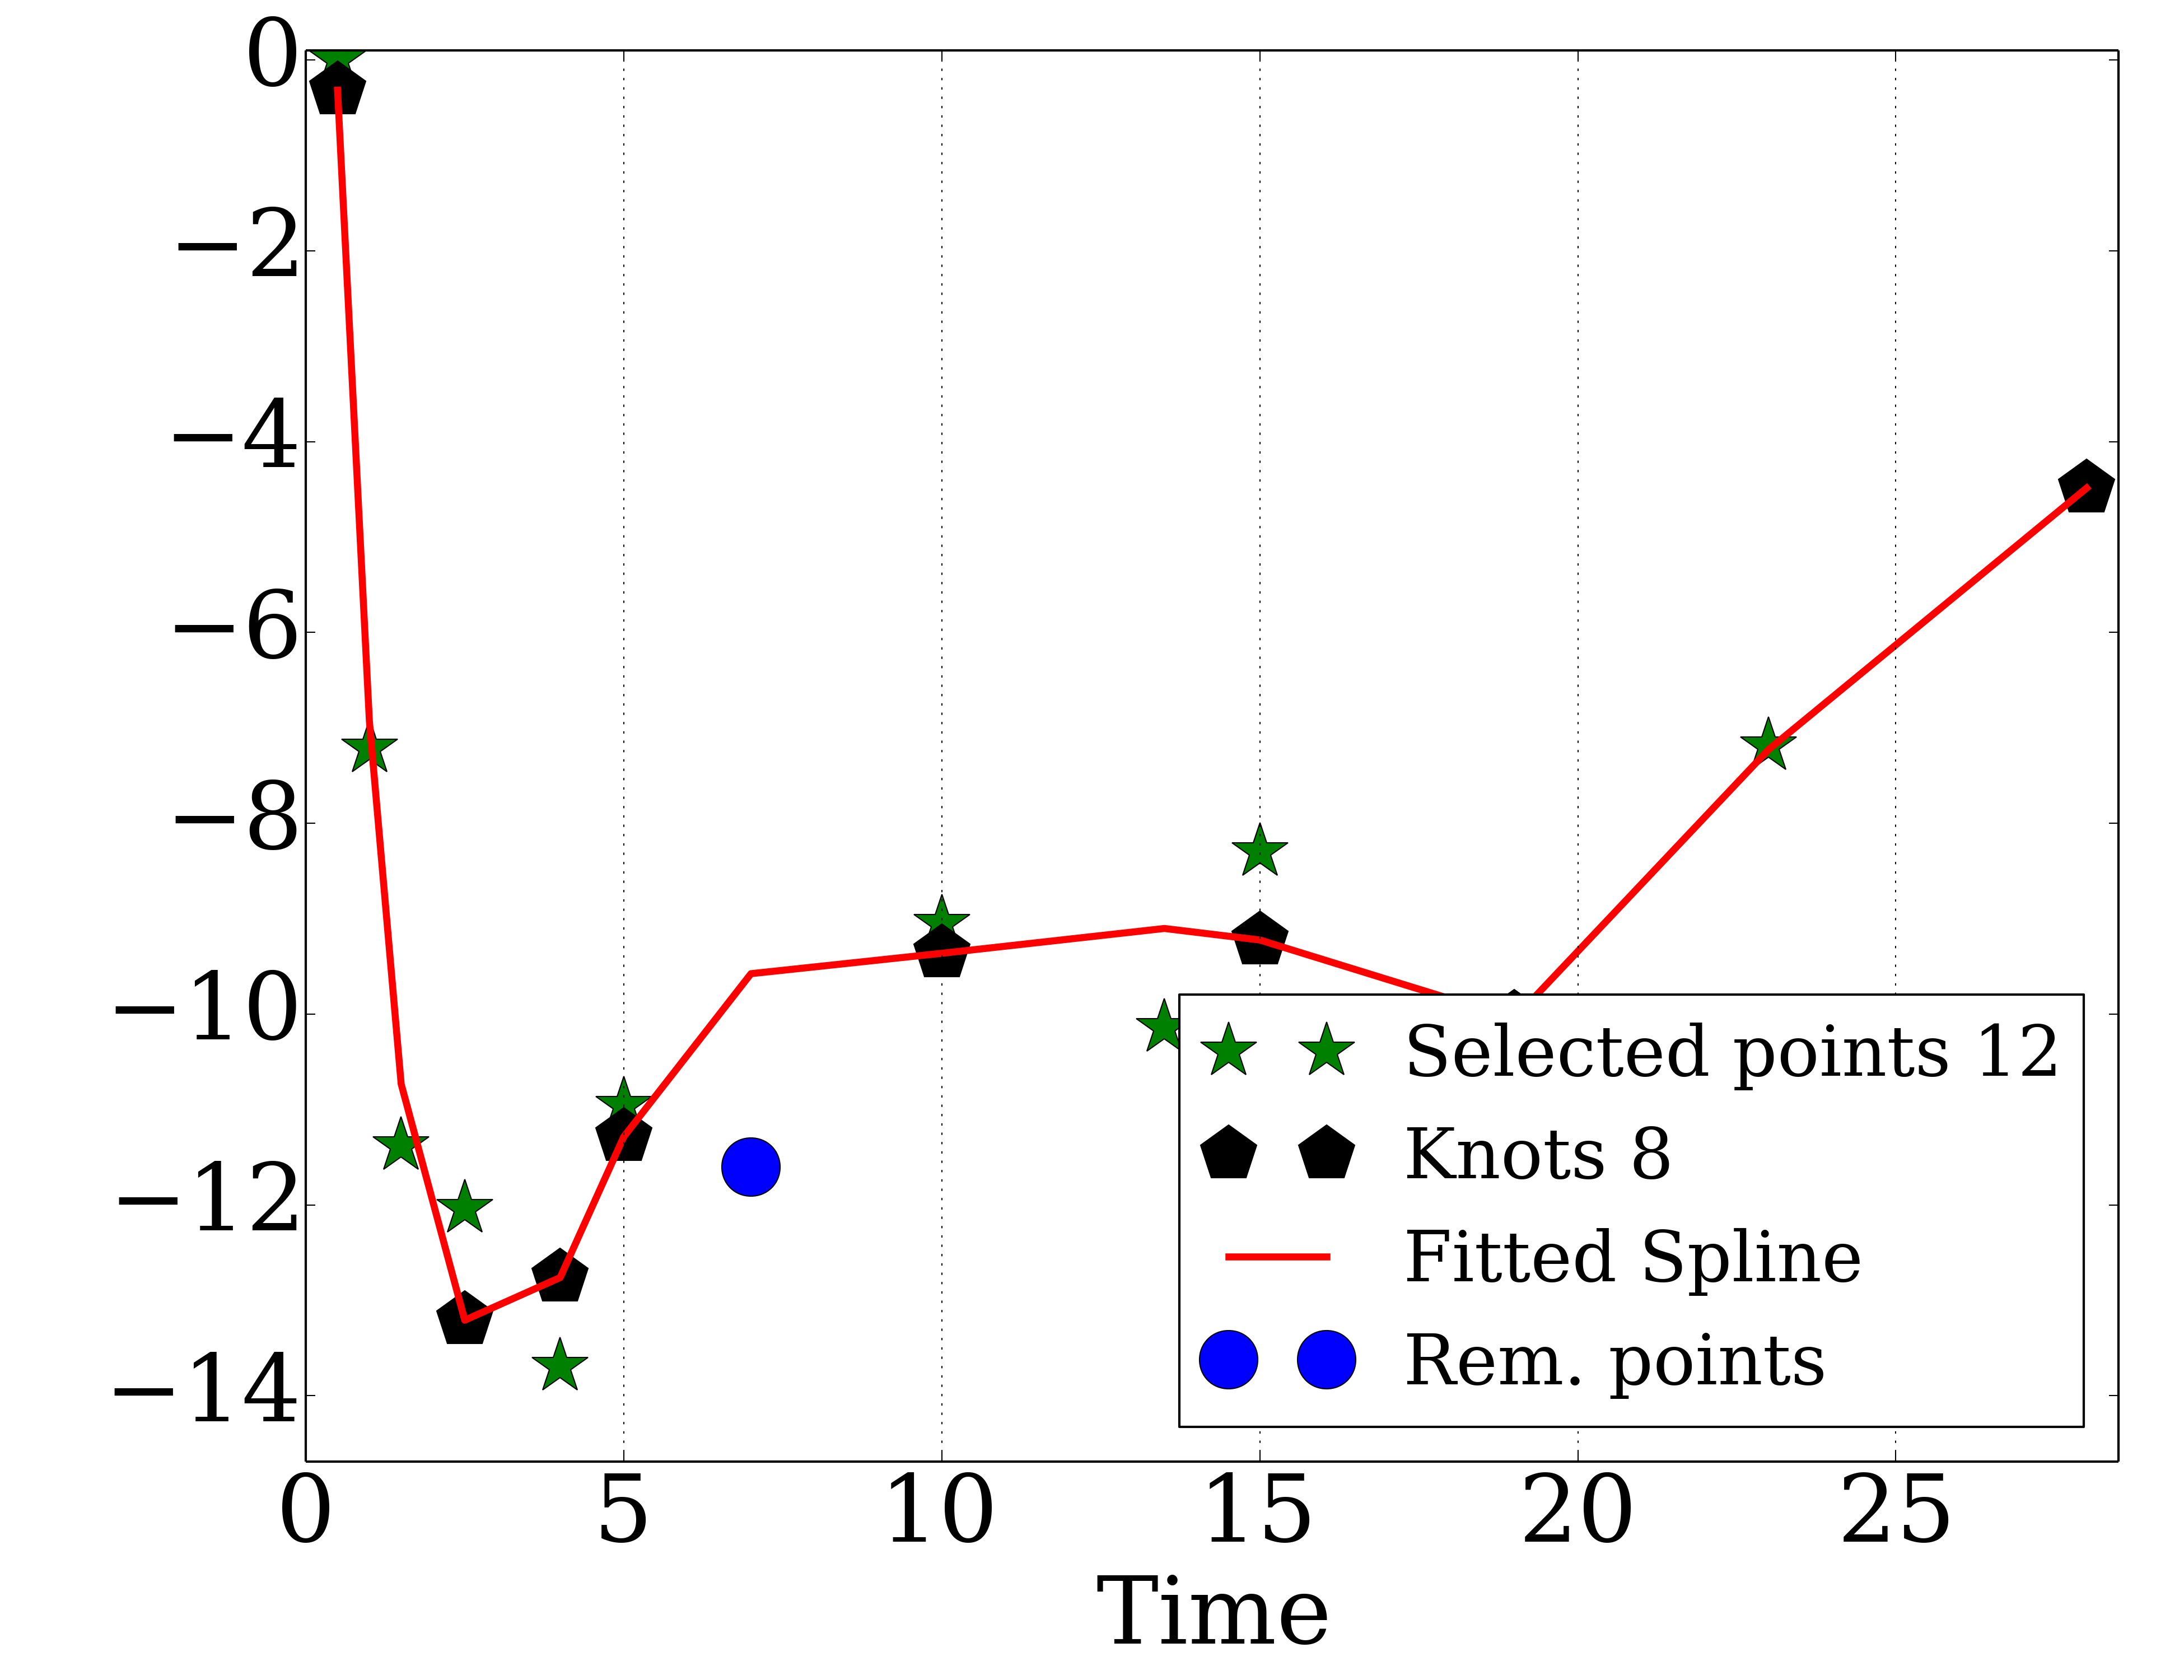 0
−2
−4
−6
−8
−10
−12
−14
Selected points 12
Knots 8
Fitted Spline
Rem. points
0 5 10 15 20 25
Time